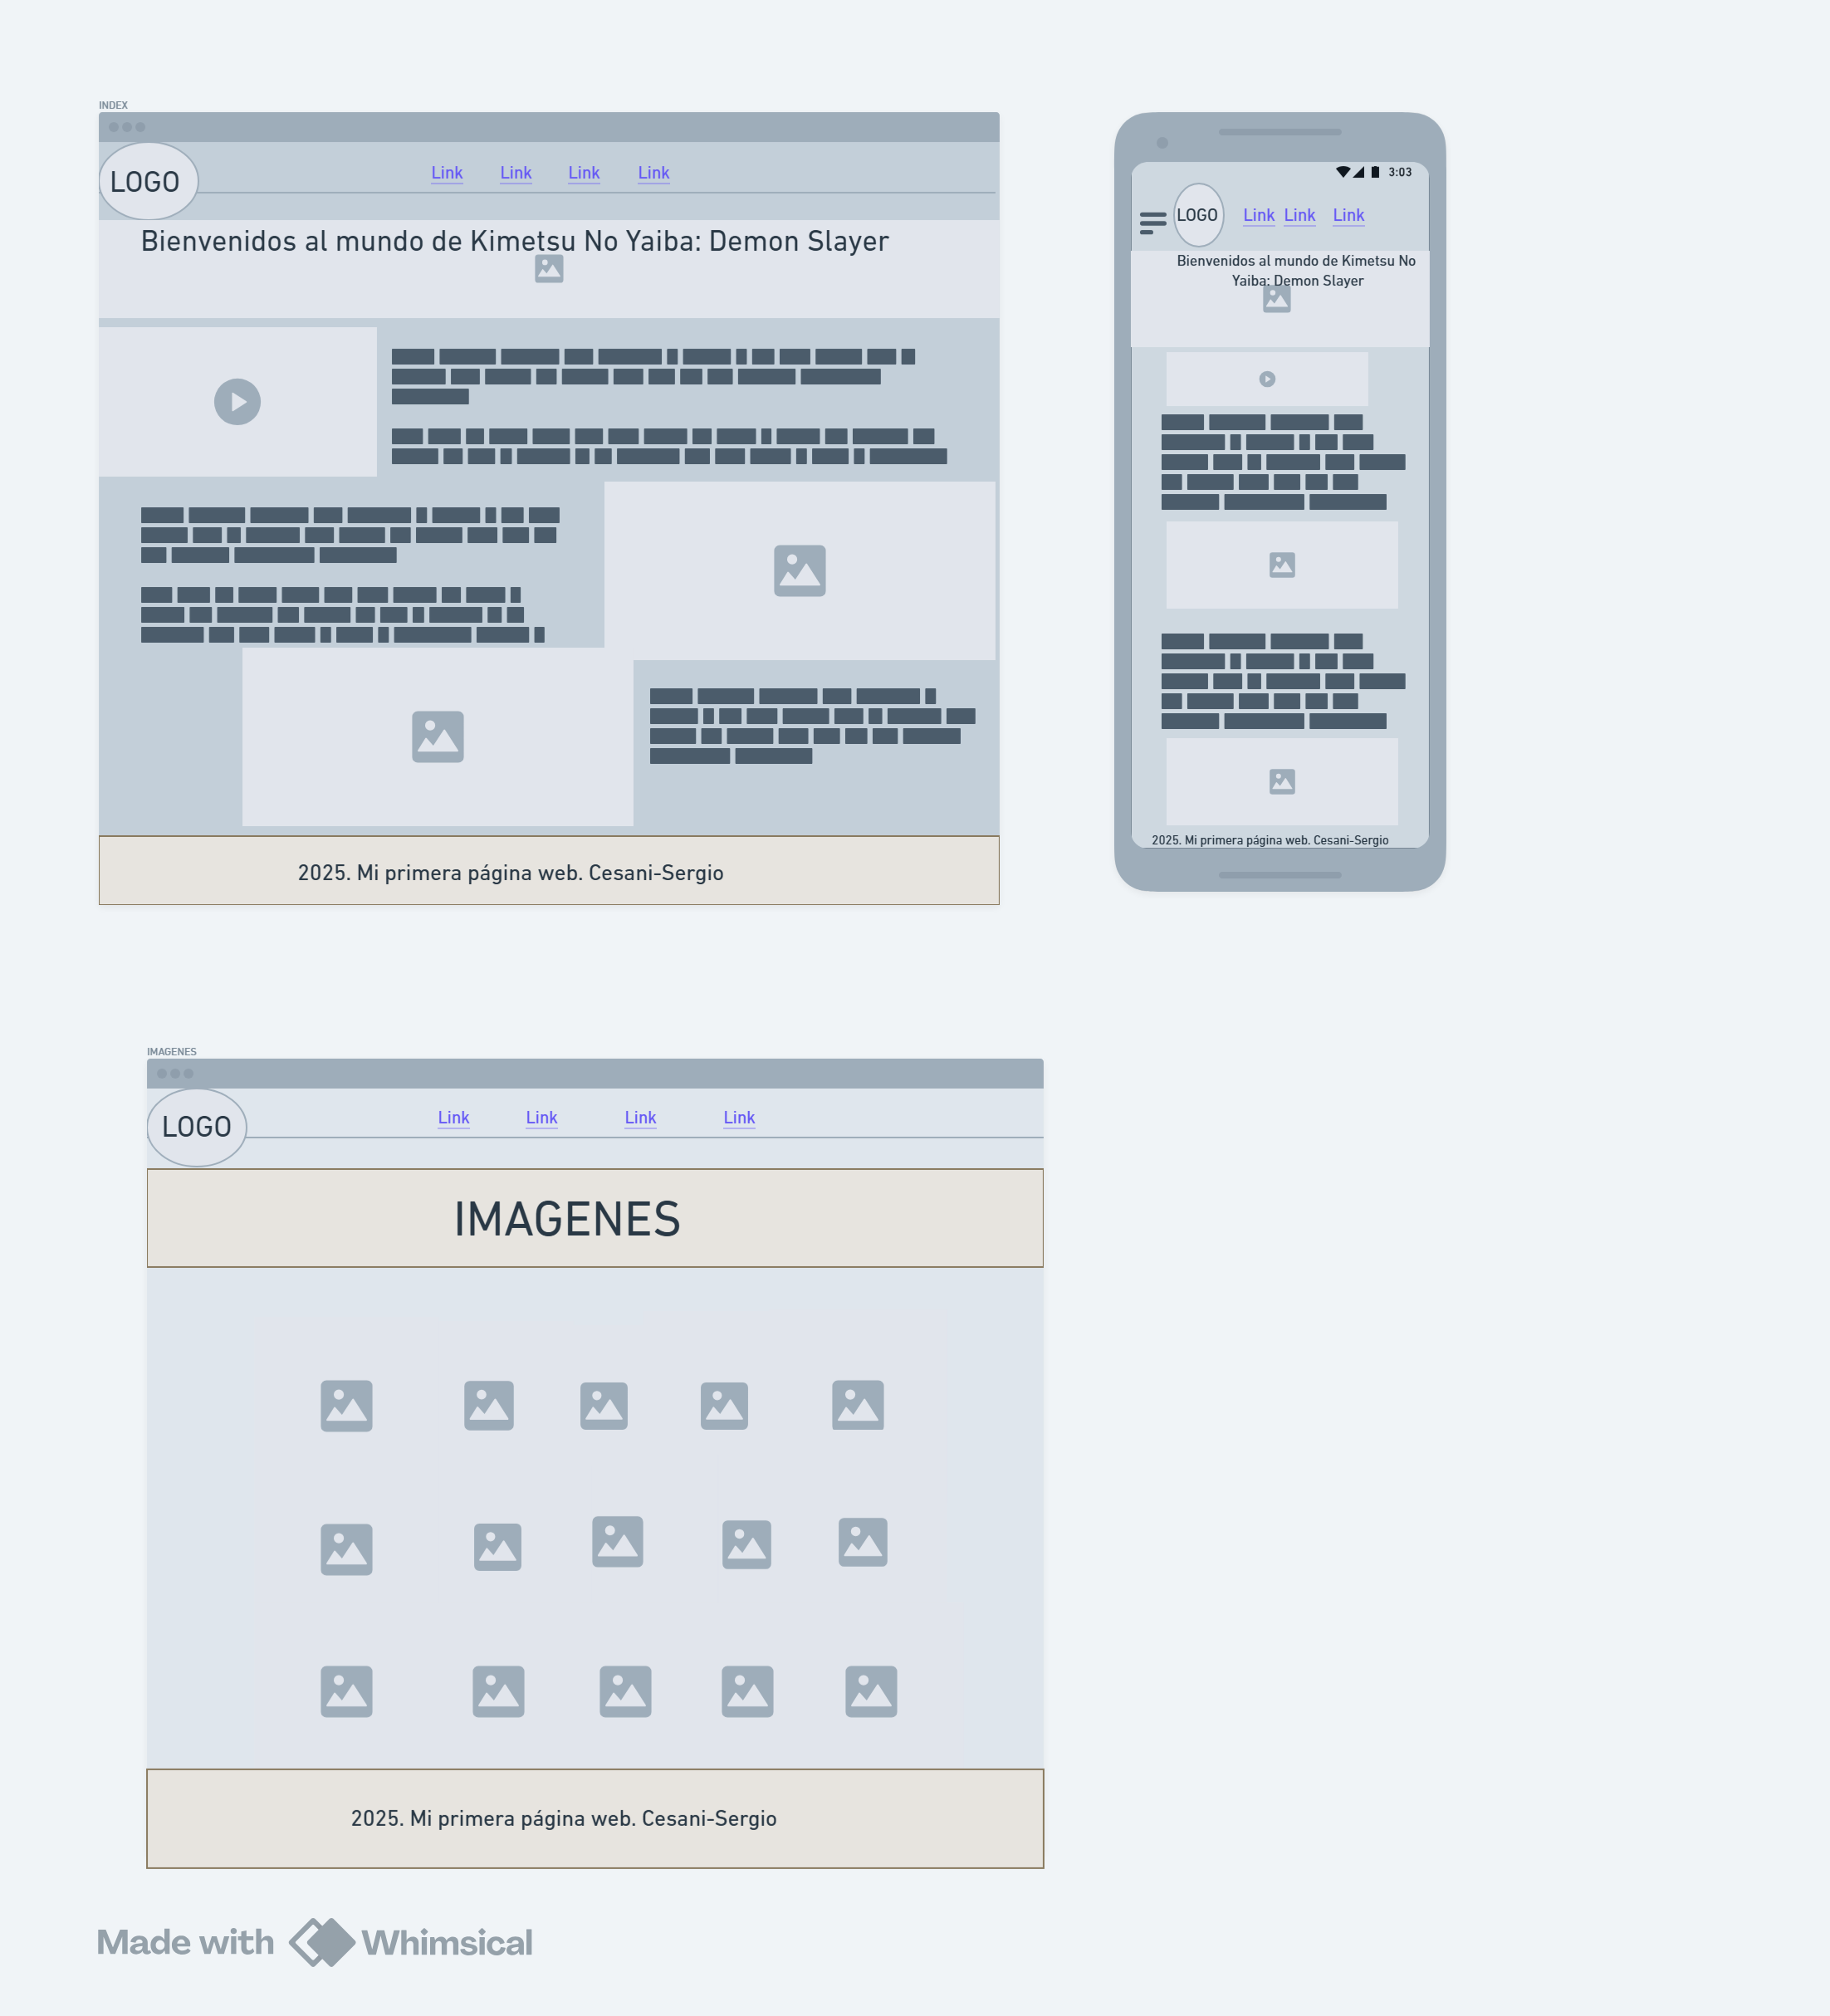 INDEX
LOGO
Link Link Link Link
Bienvenidos al mundo de Kimetsu No Yaiba: Demon Slayer
2025. Mi primera página web. Cesani-Sergio
3:03
LOGO
Link Link Link
Bienvenidos al mundo de Kimetsu No
Yaiba: Demon Slayer
2025. Mi primera página web. Cesani-Sergio
IMAGENES
LOGO
Link Link Link Link
IMAGENES
2025. Mi primera página web. Cesani-Sergio
Made with Whimsical